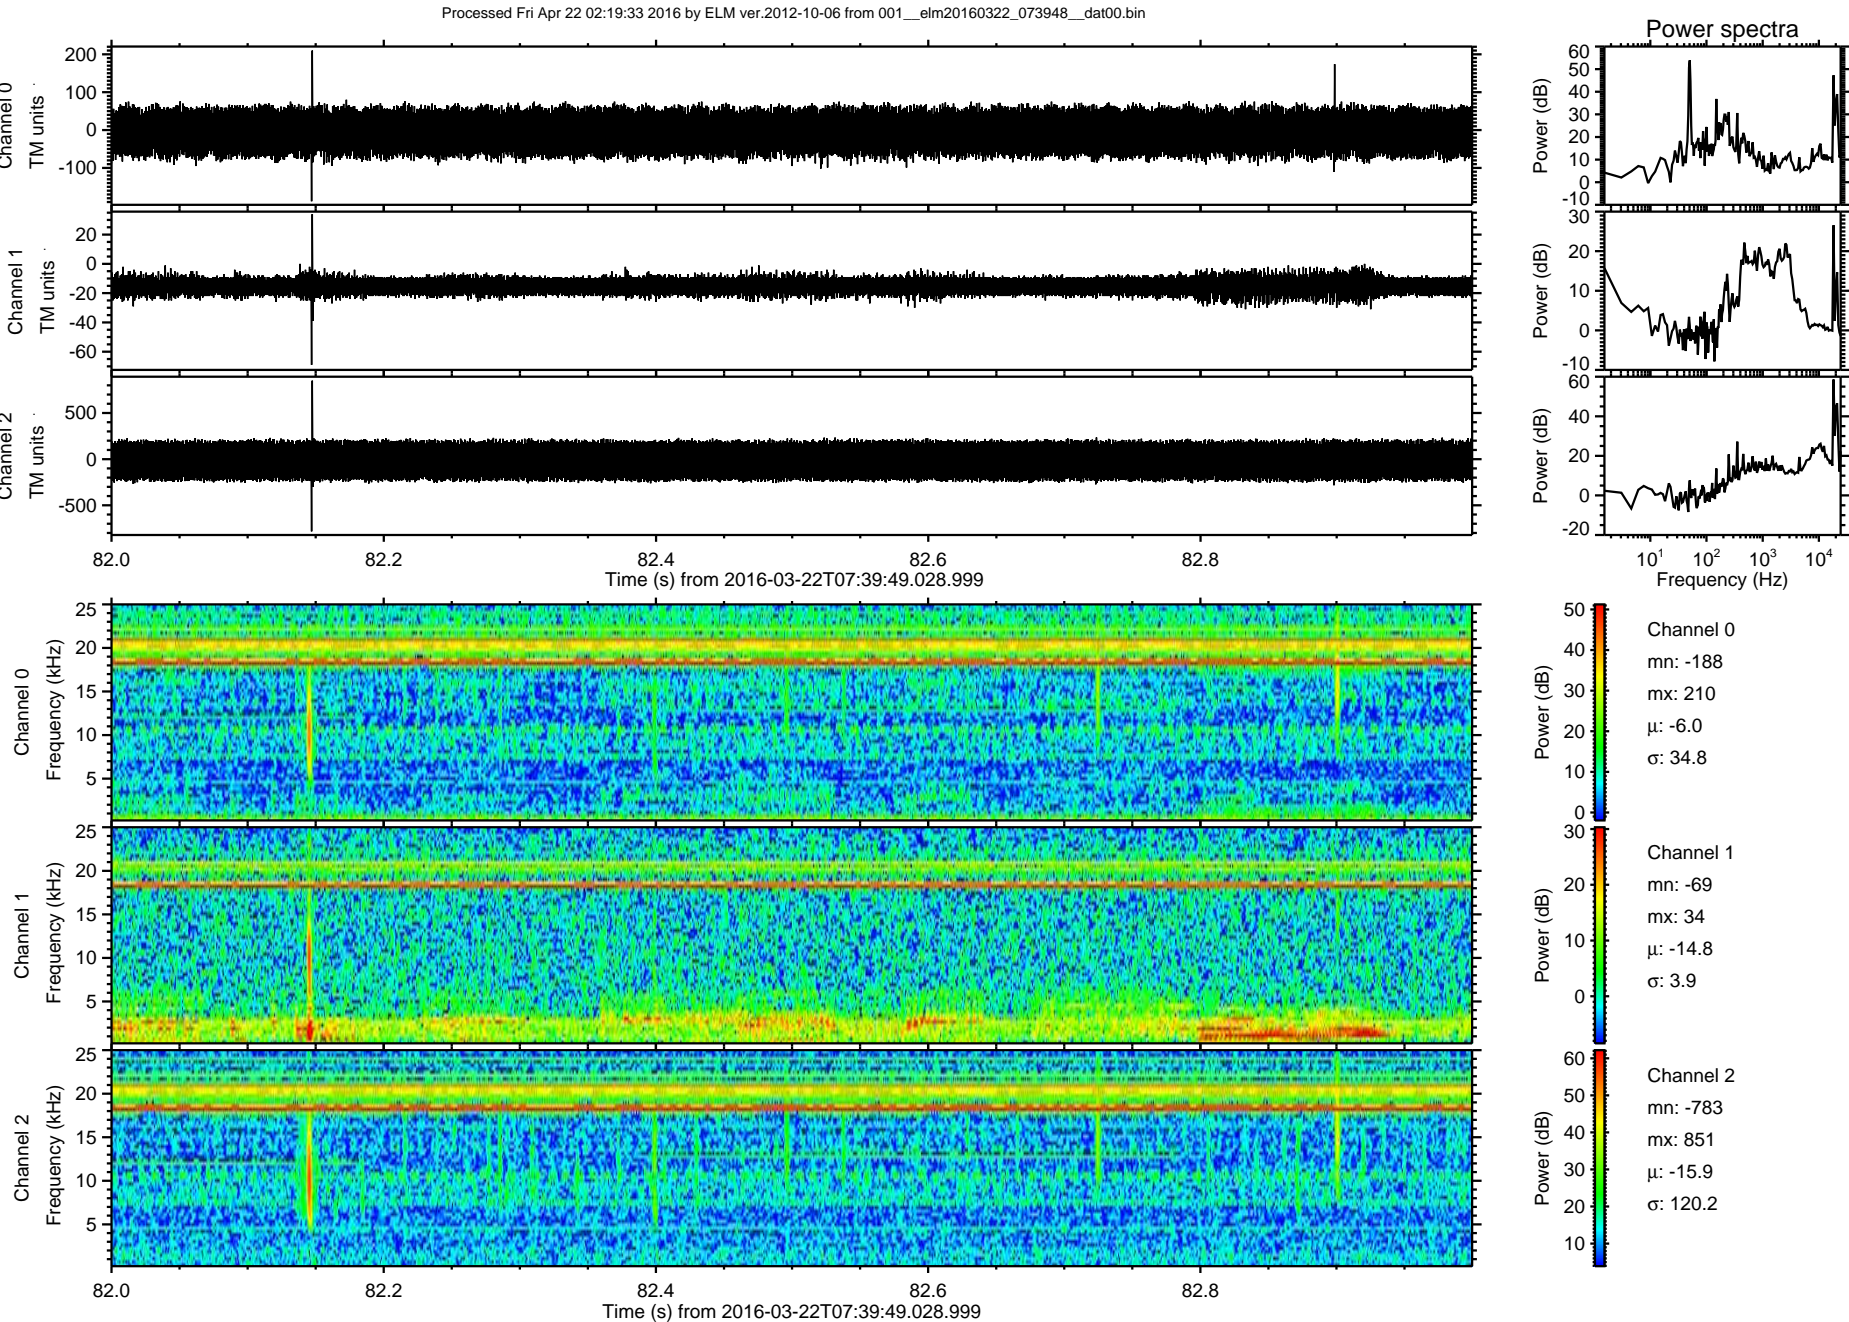 Processed Fri Apr 22 02:19:33 2016 by ELM ver.2012-10-06 from 001__elm20160322_073948__dat00.bin
Power spectra
Channel 0
TM units
200
100
0
-100
Power (dB)
60
50
40
30
20
10
0
-10
Channel 1
TM units
20
0
-20
-40
-60
Power (dB)
30
20
10
0
-10
Channel 2
TM units
500
0
-500
Power (dB)
60
40
20
0
-20
82.0 82.2 82.4 82.6 82.8
Time (s) from 2016-03-22T07:39:49.028.999
10^1 10^2 10^3 10^4
Frequency (Hz)
Channel 0
Frequency (kHz)
25
20
15
10
5
Power (dB)
50
40
30
20
10
0
Channel 0
mn: -188
mx: 210
µ: -6.0
σ: 34.8
Channel 1
Frequency (kHz)
25
20
15
10
5
Power (dB)
30
20
10
0
Channel 1
mn: -69
mx: 34
µ: -14.8
σ: 3.9
Channel 2
Frequency (kHz)
25
20
15
10
5
Power (dB)
60
50
40
30
20
10
Channel 2
mn: -783
mx: 851
µ: -15.9
σ: 120.2
82.0 82.2 82.4 82.6 82.8
Time (s) from 2016-03-22T07:39:49.028.999